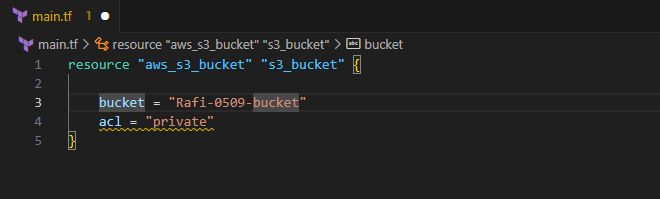 main.tf 1
main.tf > resource "aws_s3_bucket" "s3_bucket" > abc bucket
1 resource "aws_s3_bucket" "s3_bucket" {
2
3 bucket = "Rafi-0509-bucket"
4 acl = "private"
5 }